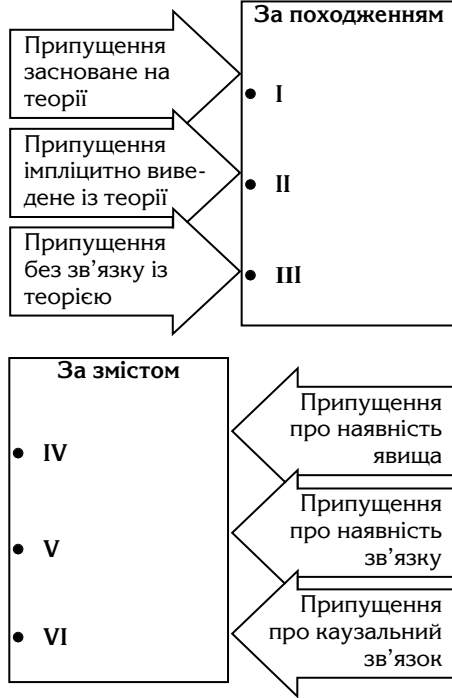 За походженням
Припущення
засноване на
теорії
• I
Припущення
імпліцитно виве-
дене із теорії
• II
Припущення
без зв’язку із
теорією
• III
За змістом
• IV
Припущення
про наявність
явища
• V
Припущення
про наявність
зв’язку
• VI
Припущення
про каузальний
зв’язок